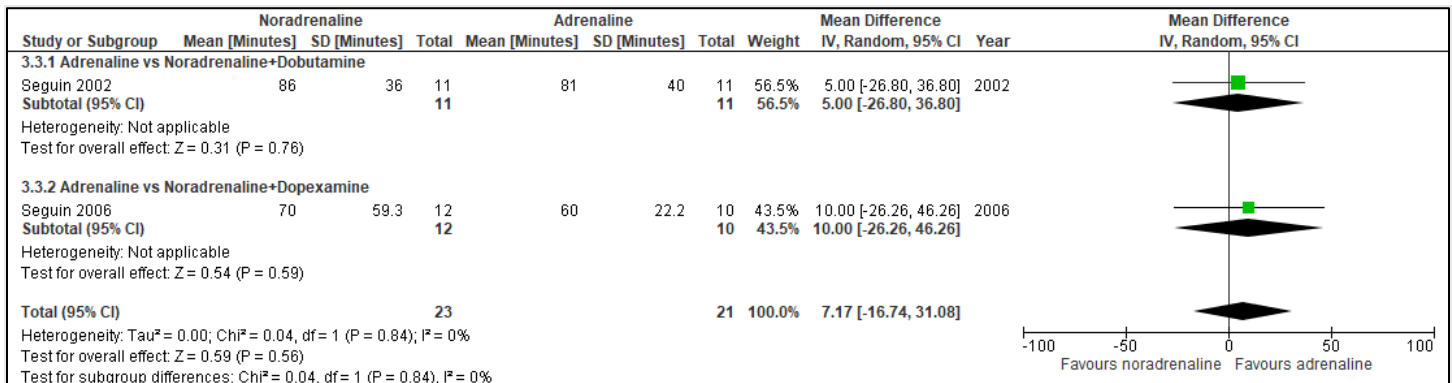 Noradrenaline Adrenaline Mean Difference Mean Difference
Study or Subgroup Mean [Minutes] SD [Minutes] Total Mean [Minutes] SD [Minutes] Total Weight IV, Random, 95% CI Year IV, Random, 95% CI
3.3.1 Adrenaline vs Noradrenaline+Dobutamine
Seguin 2002 86 36 11 81 40 11 56.5% 5.00 [-26.80, 36.80] 2002
Subtotal (95% CI) 11 11 56.5% 5.00 [-26.80, 36.80]
Heterogeneity: Not applicable
Test for overall effect: Z = 0.31 (P = 0.76)
3.3.2 Adrenaline vs Noradrenaline+Dopexamine
Seguin 2006 70 59.3 12 60 22.2 10 43.5% 10.00 [-26.26, 46.26] 2006
Subtotal (95% CI) 12 10 43.5% 10.00 [-26.26, 46.26]
Heterogeneity: Not applicable
Test for overall effect: Z = 0.54 (P = 0.59)
Total (95% CI) 23 21 100.0% 7.17 [-16.74, 31.08]
Heterogeneity: Tau² = 0.00; Chi² = 0.04, df = 1 (P = 0.84); I² = 0%
Test for overall effect: Z = 0.59 (P = 0.56)
Test for subgroup differences: Chi² = 0.04, df = 1 (P = 0.84), I² = 0%
-100 -50 0 50 100
Favours noradrenaline Favours adrenaline